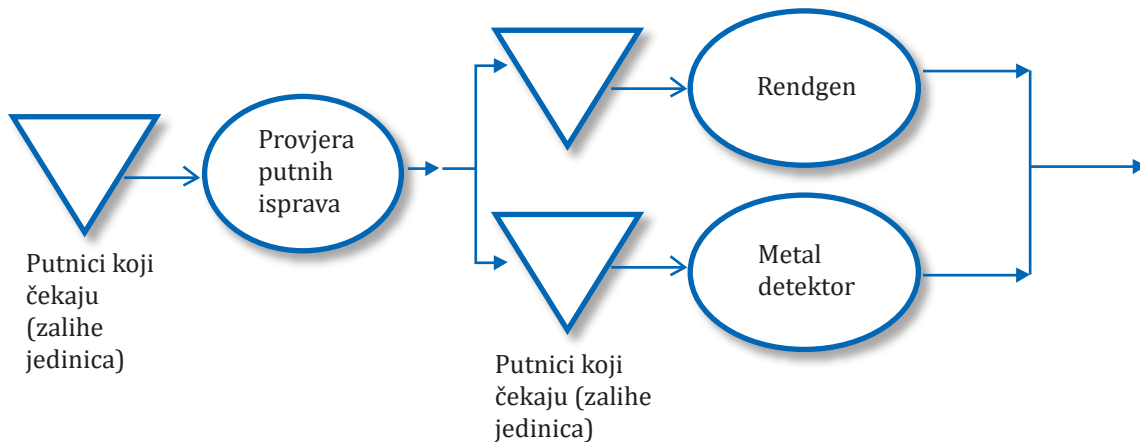 Putnici koji
čekaju
(zalihe
jedinica)
Provjera
putnih
isprava
Rendgen
Metal
detektor
Putnici koji
čekaju (zalihe
jedinica)